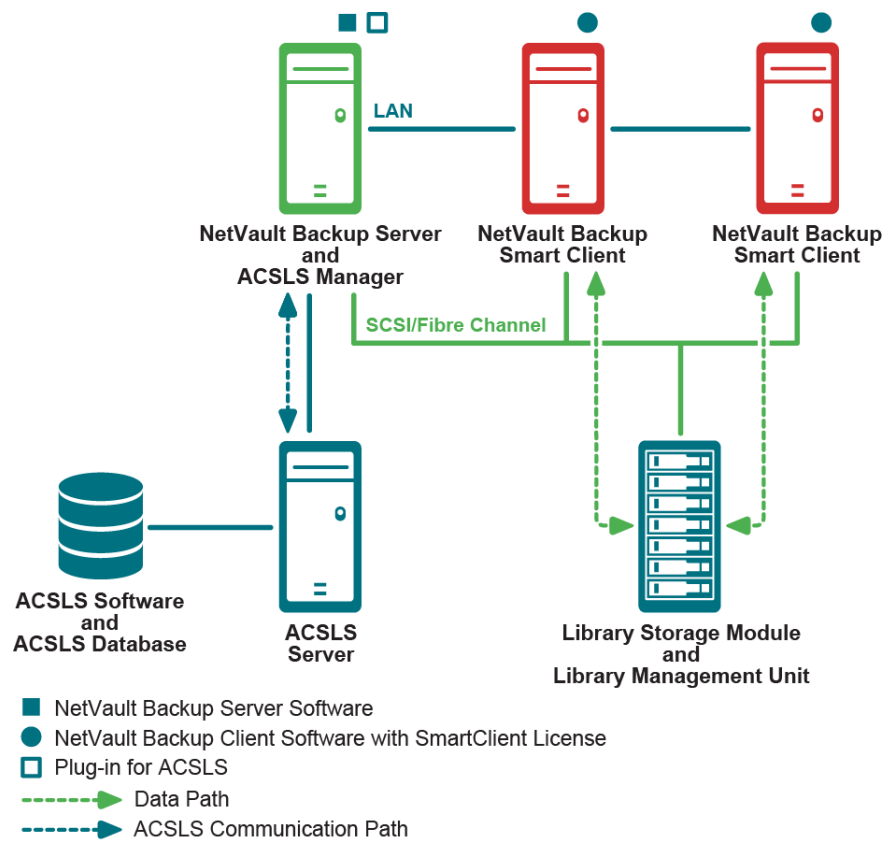 LAN
NetVault Backup Server
and
ACSLS Manager
NetVault Backup
Smart Client
NetVault Backup
Smart Client
SCSI/Fibre Channel
ACSLS Software
and
ACSLS Database
ACSLS
Server
Library Storage Module
and
Library Management Unit
NetVault Backup Server Software
NetVault Backup Client Software with SmartClient License
Plug-in for ACSLS
Data Path
ACSLS Communication Path